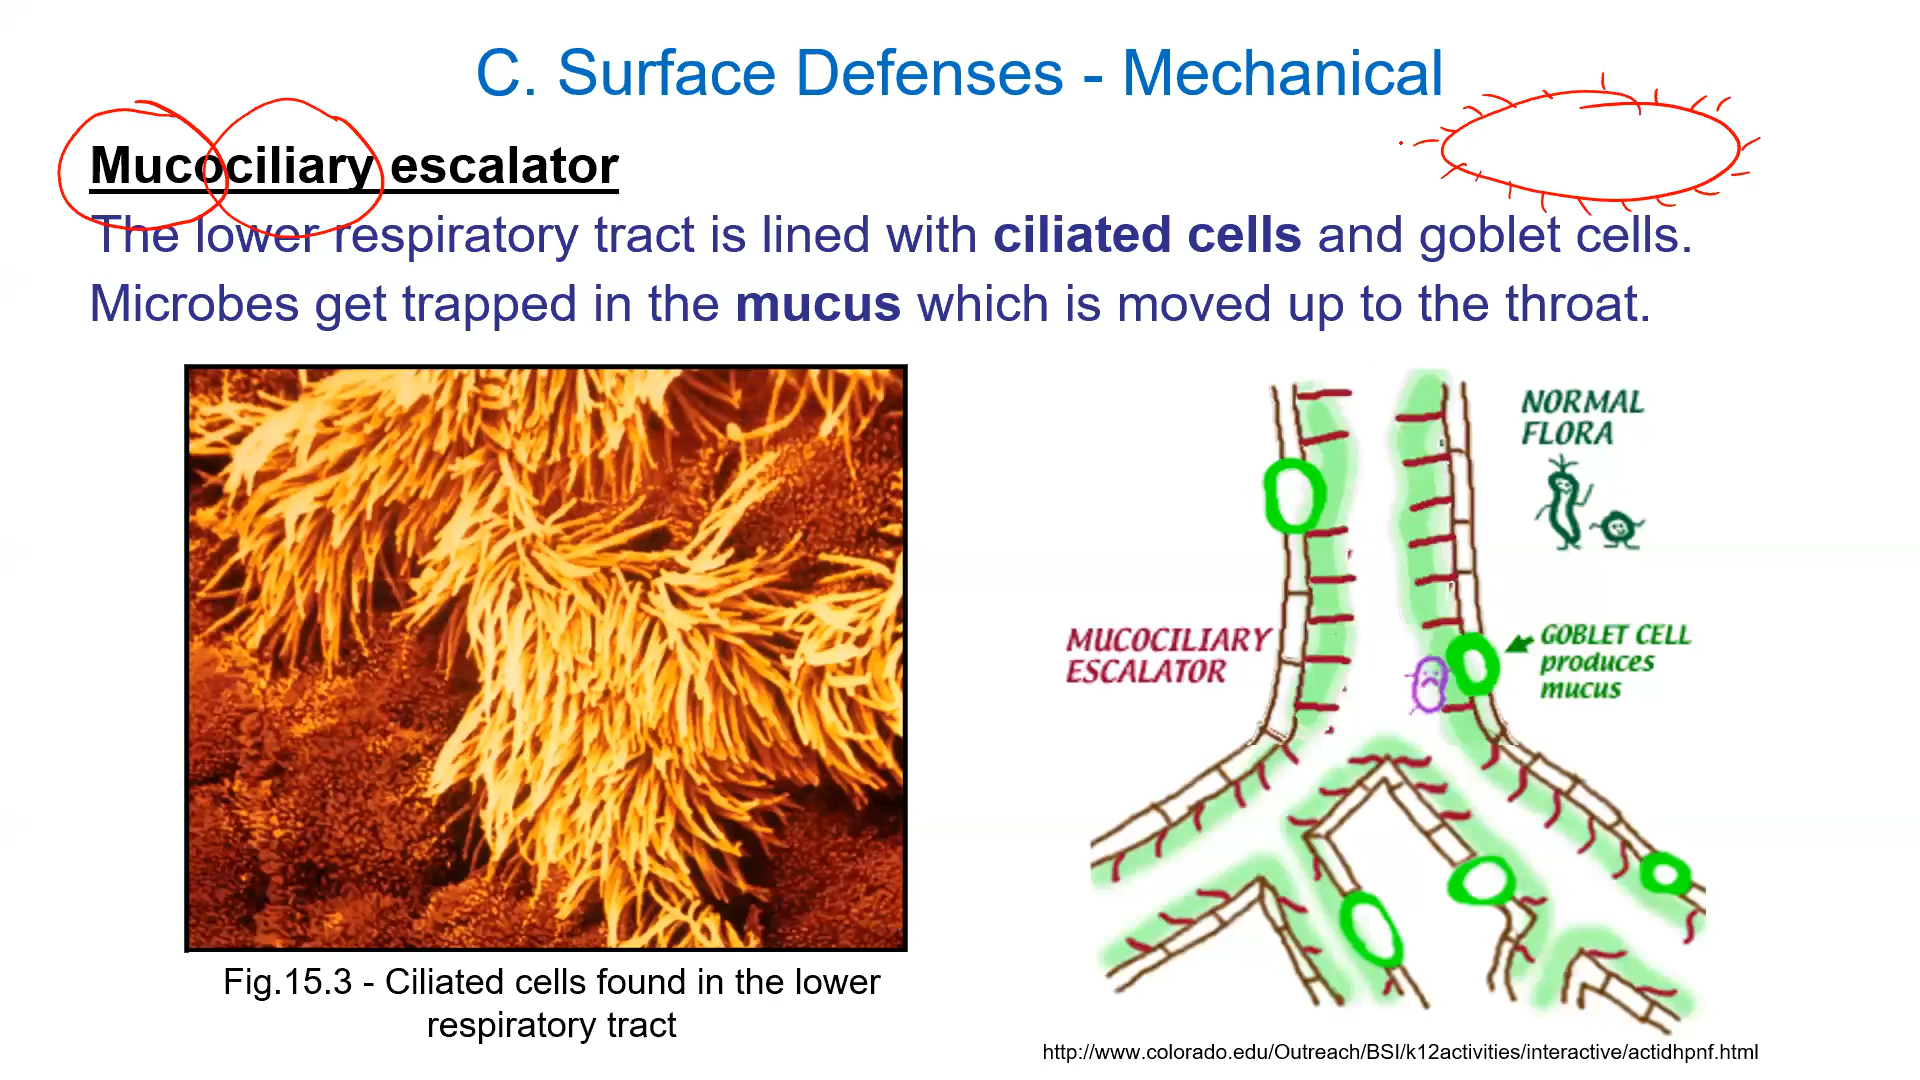 C. Surface Defenses - Mechanical
Mucociliary escalator
The lower respiratory tract is lined with ciliated cells and goblet cells.
Microbes get trapped in the mucus which is moved up to the throat.
NORMAL
FLORA
MUCOCILIARY
ESCALATOR
GOBLET CELL
produces
mucus
Fig.15.3 - Ciliated cells found in the lower
respiratory tract
http://www.colorado.edu/Outreach/BSI/k12activities/interactive/actidhpnf.html